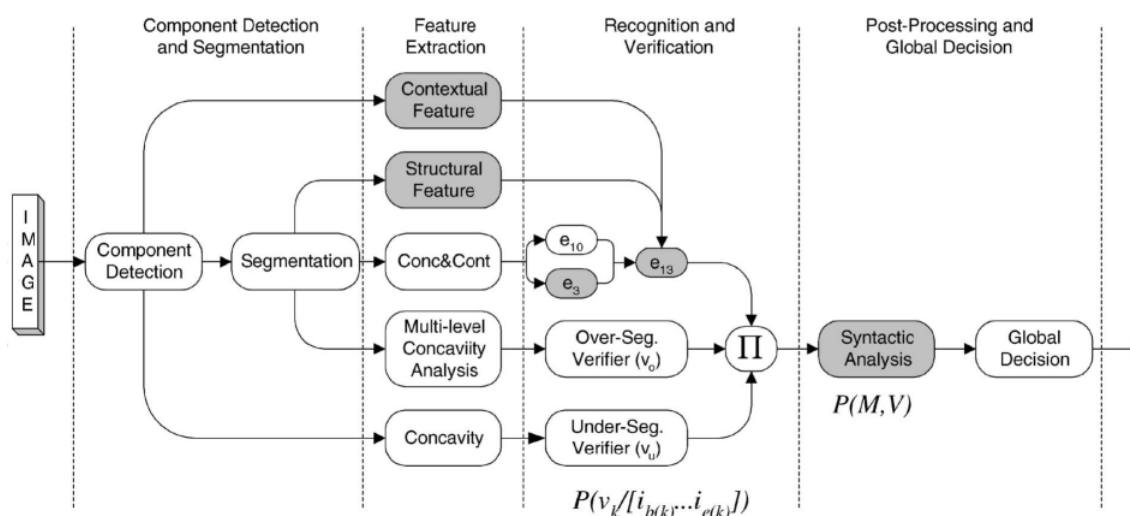 Component Detection
and Segmentation
Feature
Extraction
Recognition and
Verification
Post-Processing and
Global Decision
IMAGE
Component
Detection
Segmentation
Contextual
Feature
Structural
Feature
Conc&Cont
Multi-level
Concaviity
Analysis
Concavity
e10
e3
e13
Over-Seg.
Verifier (vo)
Under-Seg.
Verifier (vu)
Π
P(vk/[ib(k)...ie(k)])
Syntactic
Analysis
P(M,V)
Global
Decision